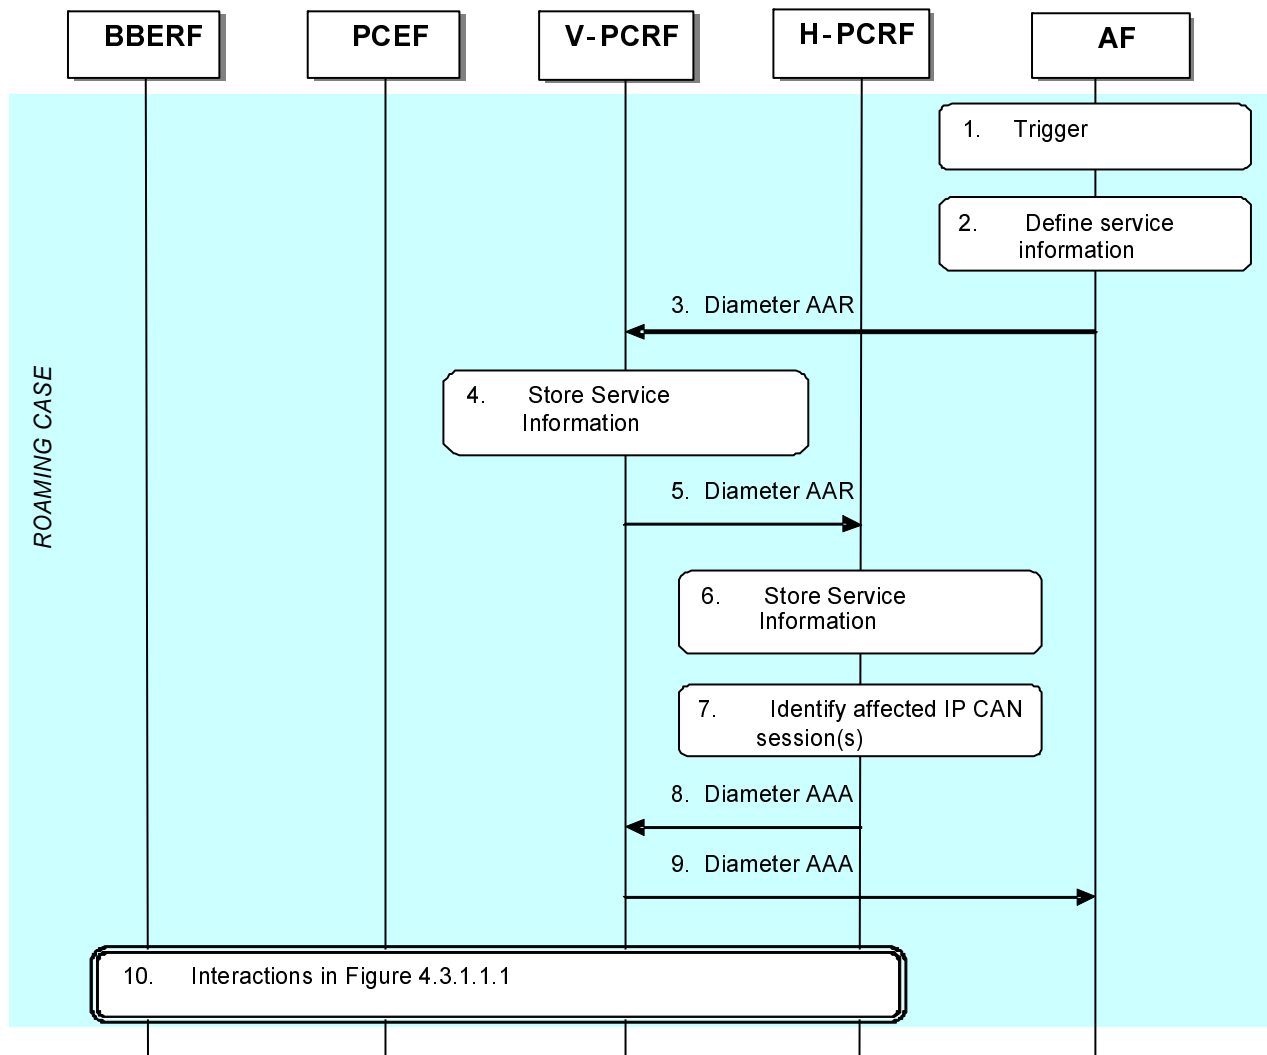 BBERF
PCEF
V-PCRF
H-PCRF
AF
1. Trigger
2. Define service
information
3. Diameter AAR
4. Store Service
Information
ROAMING CASE
5. Diameter AAR
6. Store Service
Information
7. Identify affected IP CAN
session(s)
8. Diameter AAA
9. Diameter AAA
10. Interactions in Figure 4.3.1.1.1